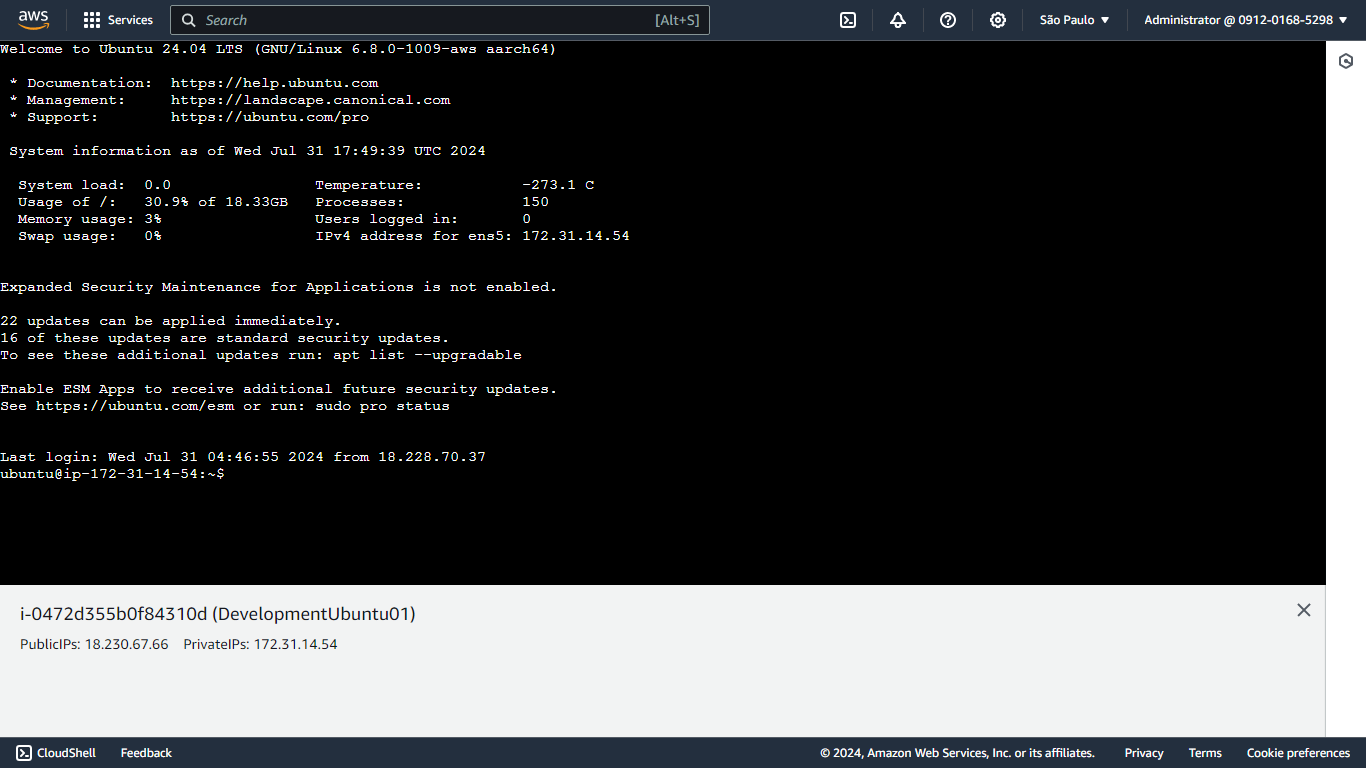 aws Services Search [Alt+S] São Paulo Administrator @ 0912-0168-5298
Welcome to Ubuntu 24.04 LTS (GNU/Linux 6.8.0-1009-aws aarch64)
* Documentation: https://help.ubuntu.com
* Management: https://landscape.canonical.com
* Support: https://ubuntu.com/pro
System information as of Wed Jul 31 17:49:39 UTC 2024
System load: 0.0 Temperature: -273.1 C
Usage of /: 30.9% of 18.33GB Processes: 150
Memory usage: 3% Users logged in: 0
Swap usage: 0% IPv4 address for ens5: 172.31.14.54
Expanded Security Maintenance for Applications is not enabled.
22 updates can be applied immediately.
16 of these updates are standard security updates.
To see these additional updates run: apt list --upgradable
Enable ESM Apps to receive additional future security updates.
See https://ubuntu.com/esm or run: sudo pro status
Last login: Wed Jul 31 04:46:55 2024 from 18.228.70.37
ubuntu@ip-172-31-14-54:~$
i-0472d355b0f84310d (DevelopmentUbuntu01)
PublicIPs: 18.230.67.66 PrivateIPs: 172.31.14.54
CloudShell Feedback © 2024, Amazon Web Services, Inc. or its affiliates. Privacy Terms Cookie preferences